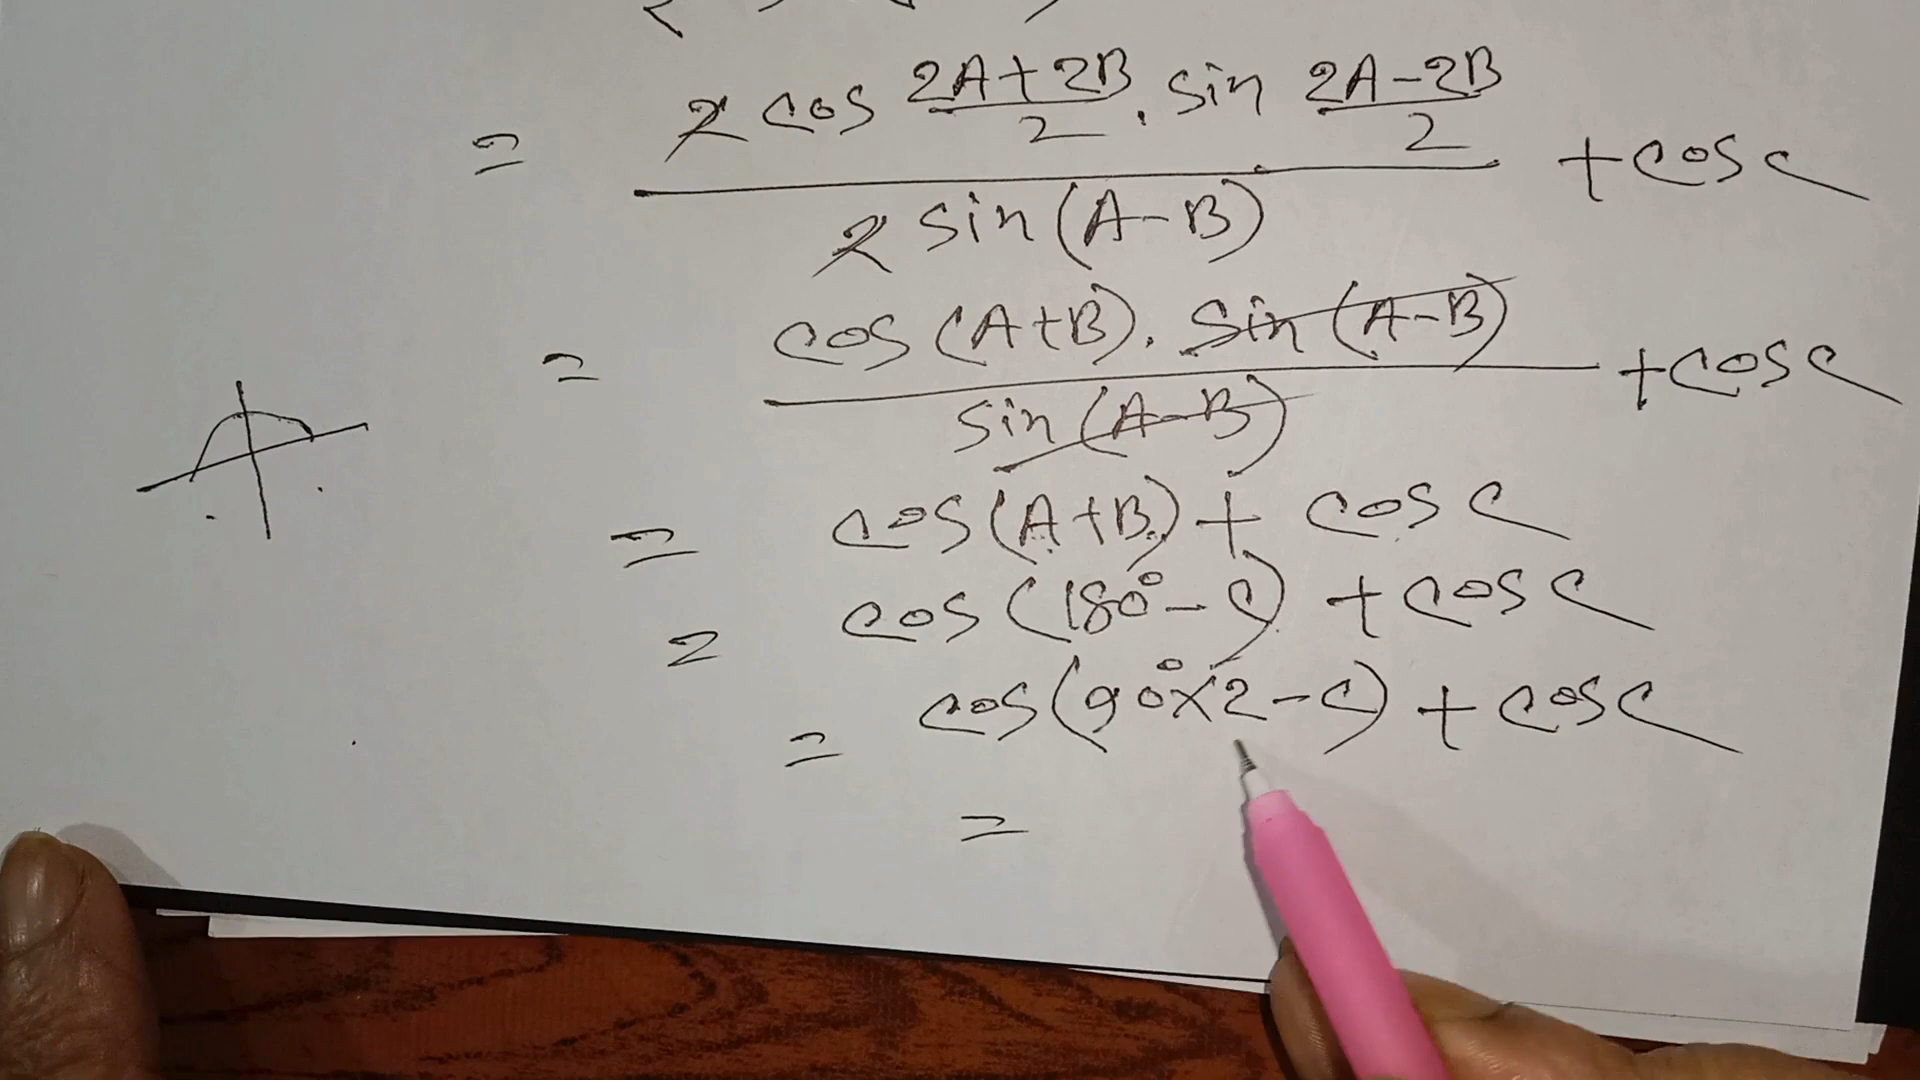 = 2 cos (2A+2B)/2 . sin (2A-2B)/2 / 2 sin(A-B) + cos C
= cos(A+B). sin(A-B) / sin(A-B) + cos C
= cos(A+B) + cos C
= cos(180°-C) + cos C
= cos(90°×2-C) + cos C
=